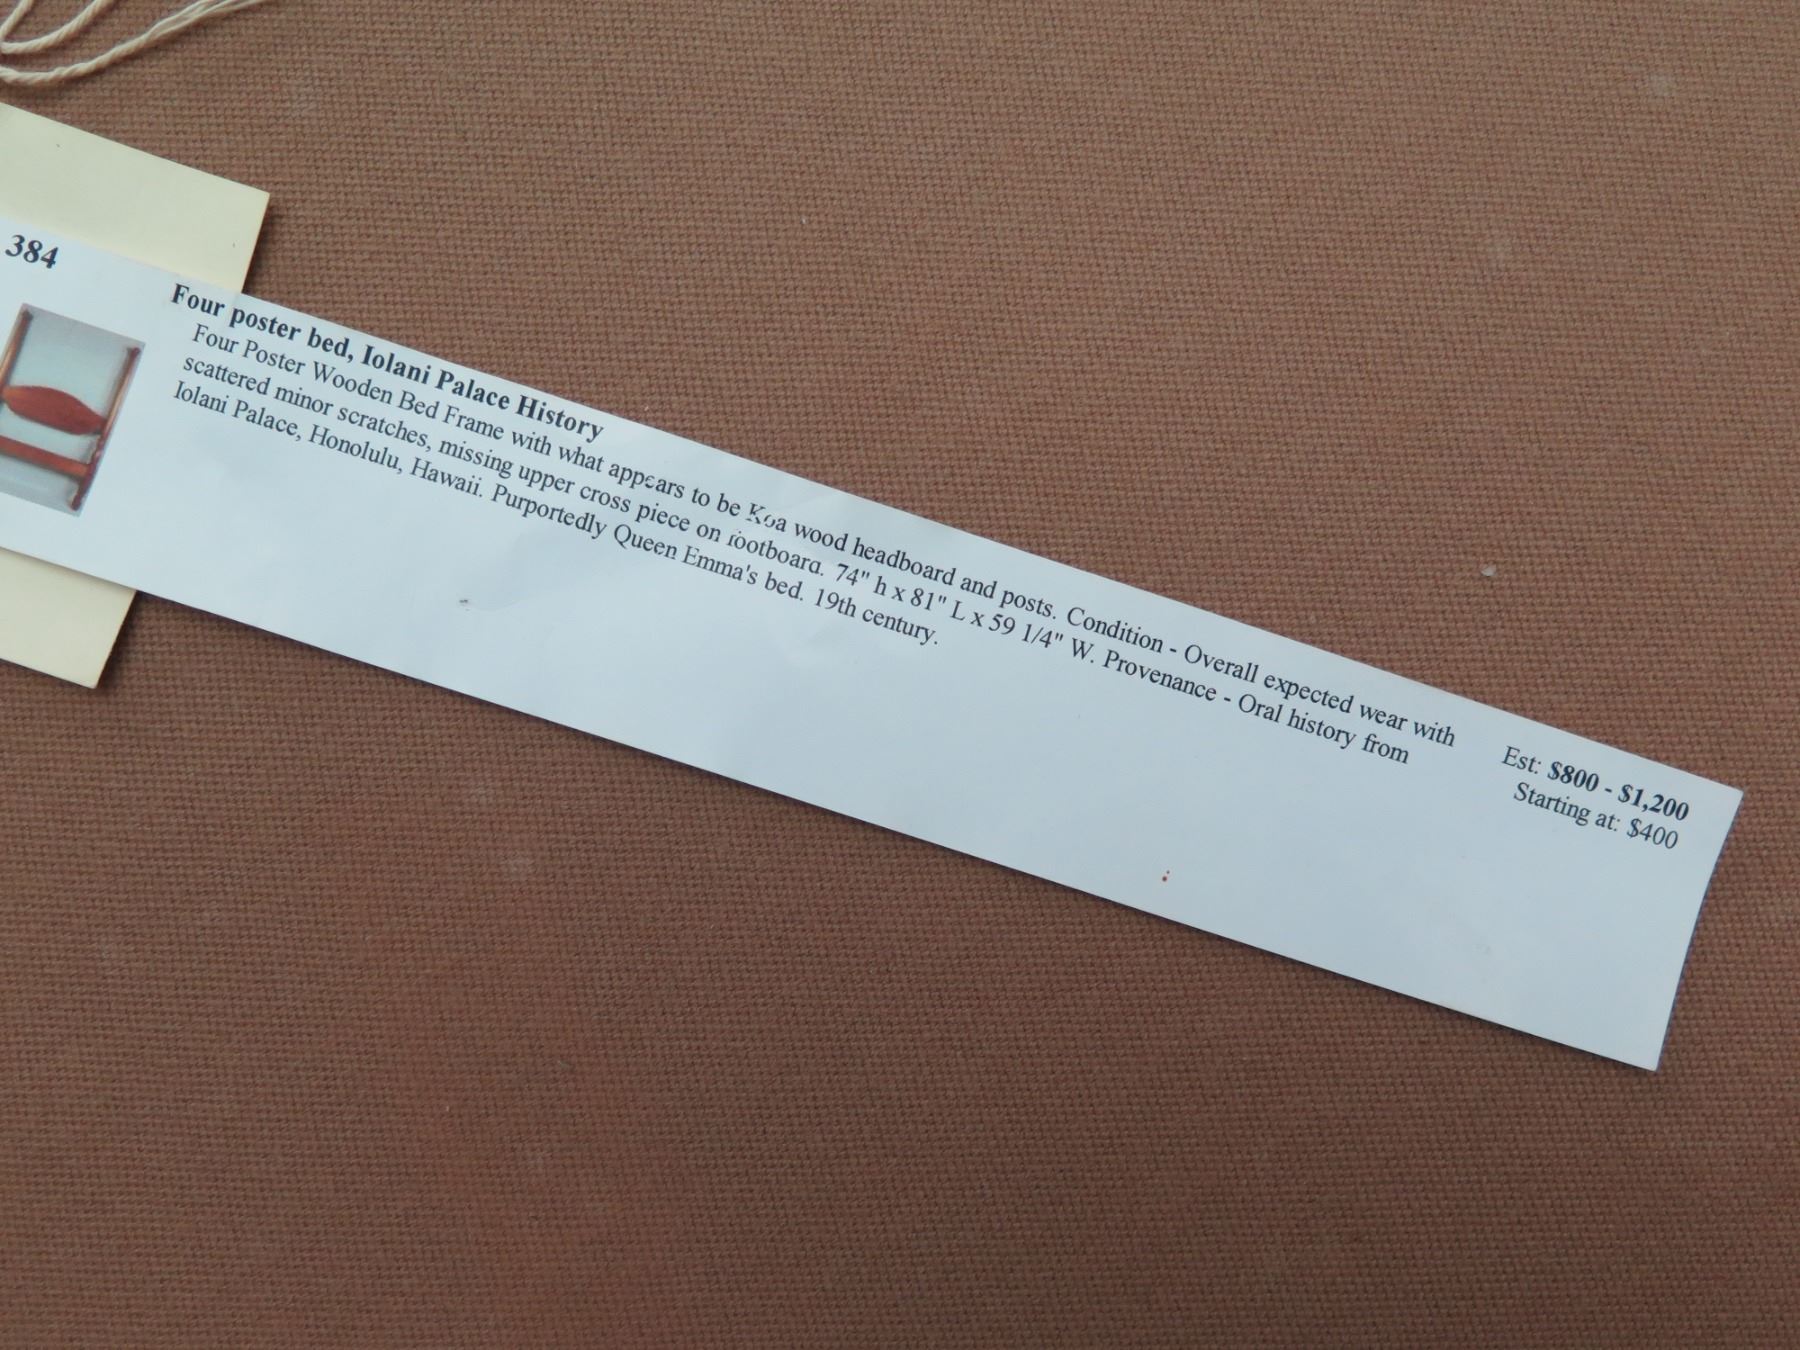 384
Four poster bed, Iolani Palace History
Four Poster Wooden Bed Frame with what appears to be Koa wood headboard and posts. Condition - Overall expected wear with
scattered minor scratches, missing upper cross piece on footboard. 74" h x 81" L x 59 1/4" W. Provenance - Oral history from
Iolani Palace, Honolulu, Hawaii. Purportedly Queen Emma's bed. 19th century.
Est: $800 - $1,200
Starting at: $400